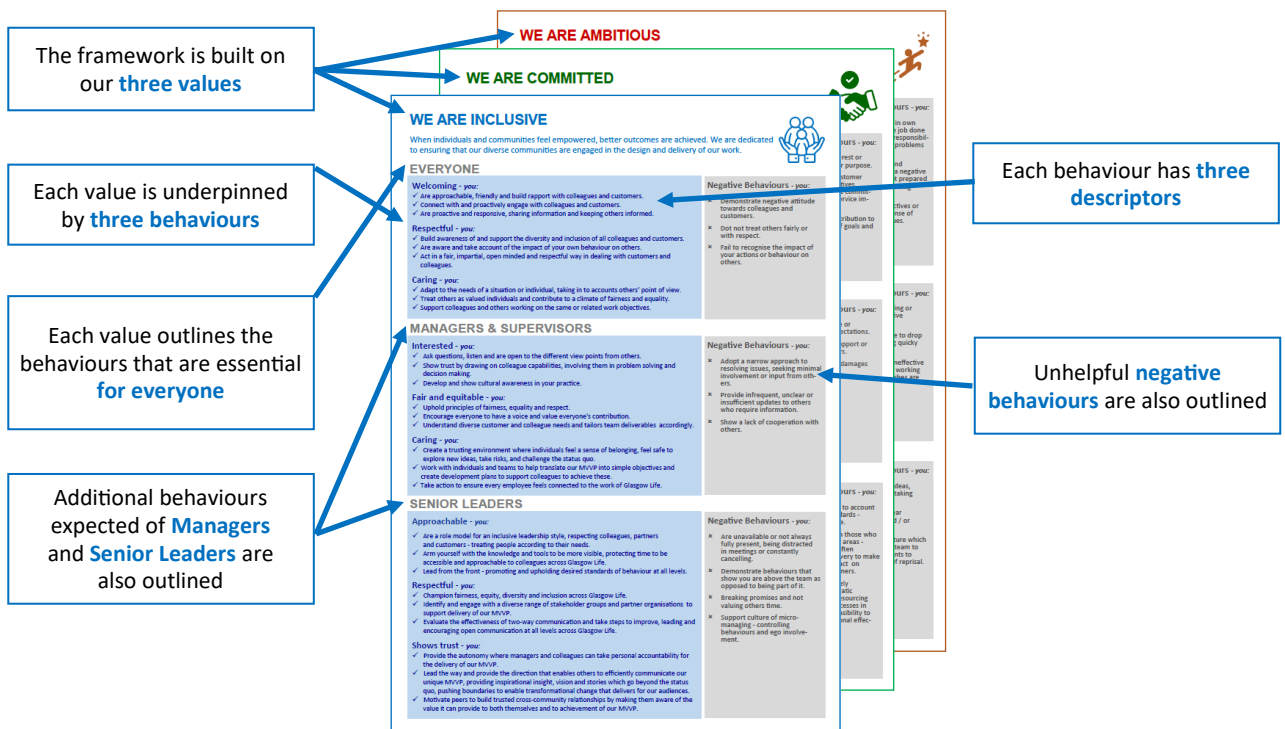 The framework is built on
our three values
Each value is underpinned
by three behaviours
Each value outlines the
behaviours that are essential
for everyone
Additional behaviours
expected of Managers
and Senior Leaders are
also outlined
WE ARE AMBITIOUS
WE ARE COMMITTED
WE ARE INCLUSIVE
When individuals and communities feel empowered, better outcomes are achieved. We are dedicated
to ensuring that our diverse communities are engaged in the design and delivery of our work.
EVERYONE
Welcoming - you:
✓ Are approachable, friendly and build rapport with colleagues and customers.
✓ Connect with and proactively engage with colleagues and customers.
✓ Are proactive and responsive, sharing information and keeping others informed.
Respectful - you:
✓ Build awareness of and support the diversity and inclusion of all colleagues and customers.
✓ Are aware and take account of the impact of your own behaviour on others.
✓ Act in a fair, impartial, open minded and respectful way in dealing with customers and
colleagues.
Caring - you:
✓ Adapt to the needs of a situation or individual, taking in to accounts others' point of view.
✓ Treat others as valued individuals and contribute to a climate of fairness and equality.
✓ Support colleagues and others working on the same or related work objectives.
Negative Behaviours - you:
× Demonstrate negative attitude
towards colleagues and
customers.
× Dot not treat others fairly or
with respect.
× Fail to recognise the impact of
your actions or behaviour on
others.
MANAGERS & SUPERVISORS
Interested - you:
✓ Ask questions, listen and are open to the different view points from others.
✓ Show trust by drawing on colleague capabilities, involving them in problem solving and
decision making.
✓ Develop and show cultural awareness in your practice.
Fair and equitable - you:
✓ Uphold principles of fairness, equality and respect.
✓ Encourage everyone to have a voice and value everyone's contribution.
✓ Understand diverse customer and colleague needs and tailors team deliverables accordingly.
Caring - you:
✓ Create a trusting environment where individuals feel a sense of belonging, feel safe to
explore new ideas, take risks, and challenge the status quo.
✓ Work with individuals and teams to help translate our MVVP into simple objectives and
create development plans to support colleagues to achieve these.
✓ Take action to ensure every employee feels connected to the work of Glasgow Life.
Negative Behaviours - you:
× Adopt a narrow approach to
resolving issues, seeking minimal
involvement or input from oth-
ers.
× Provide infrequent, unclear or
insufficient updates to others
who require information.
× Show a lack of cooperation with
others.
SENIOR LEADERS
Approachable - you:
✓ Are a role model for an inclusive leadership style, respecting colleagues, partners
and customers - treating people according to their needs.
✓ Arm yourself with the knowledge and tools to be more visible, protecting time to be
accessible and approachable to colleagues across Glasgow Life.
✓ Lead from the front - promoting and upholding desired standards of behaviour at all levels.
Respectful - you:
✓ Champion fairness, equity, diversity and inclusion across Glasgow Life.
✓ Identify and engage with a diverse range of stakeholder groups and partner organisations to
support delivery of our MVVP.
✓ Evaluate the effectiveness of two-way communication and take steps to improve, leading and
encouraging open communication at all levels across Glasgow Life.
Shows trust - you:
✓ Provide the autonomy where managers and colleagues can take personal accountability for
the delivery of our MVVP.
✓ Lead the way and provide the direction that enables others to efficiently communicate our
unique MVVP, providing inspirational insight, vision and stories which go beyond the status
quo, pushing boundaries to enable transformational change that delivers for our audiences.
✓ Motivate peers to build trusted cross-community relationships by making them aware of the
value it can provide to both themselves and to achievement of our MVVP.
Negative Behaviours - you:
× Are unavailable or not always
fully present, being distracted
in meetings or constantly
cancelling.
× Demonstrate behaviours that
show you are above the team as
opposed to being part of it.
× Breaking promises and not
valuing others time.
× Support culture of micro-
managing - controlling
behaviours and ego involve-
ment.
Each behaviour has three
descriptors
Unhelpful negative
behaviours are also outlined